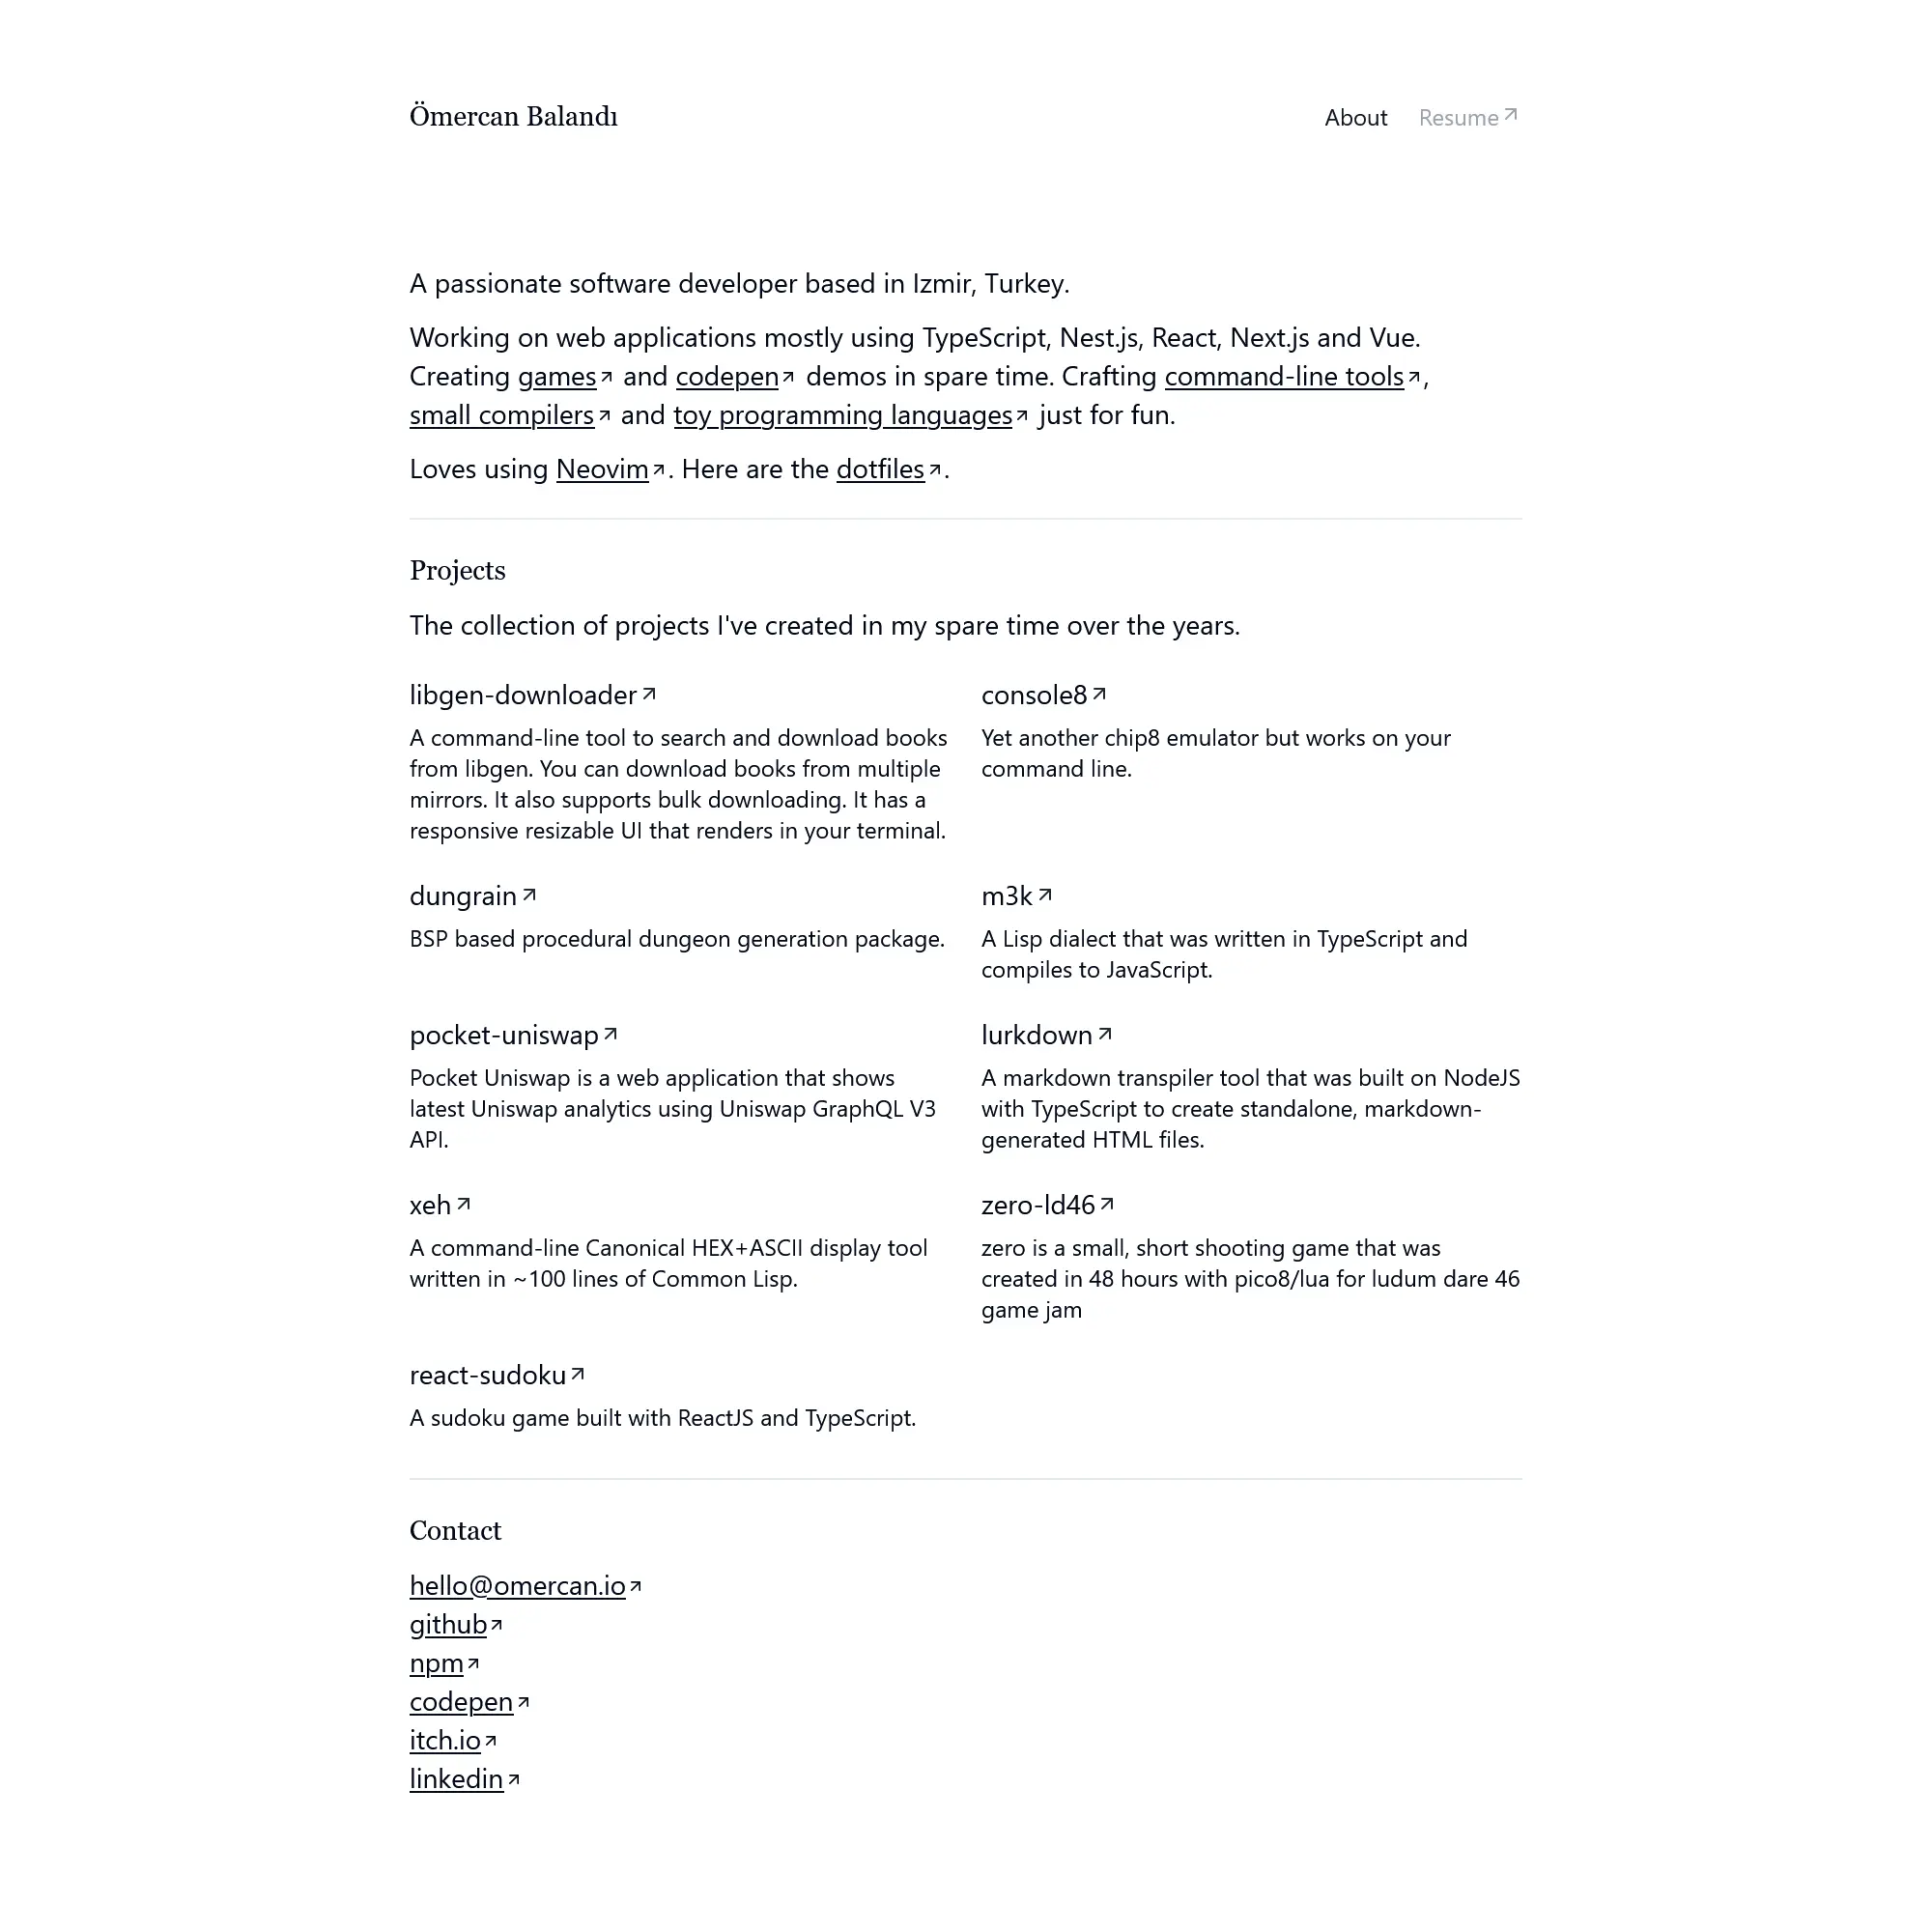 Ömercan Balandı
About Resume
A passionate software developer based in Izmir, Turkey.
Working on web applications mostly using TypeScript, Nest.js, React, Next.js and Vue.
Creating games and codepen demos in spare time. Crafting command-line tools,
small compilers and toy programming languages just for fun.
Loves using Neovim. Here are the dotfiles.
Projects
The collection of projects I've created in my spare time over the years.
libgen-downloader
A command-line tool to search and download books
from libgen. You can download books from multiple
mirrors. It also supports bulk downloading. It has a
responsive resizable UI that renders in your terminal.
console8
Yet another chip8 emulator but works on your
command line.
dungrain
BSP based procedural dungeon generation package.
m3k
A Lisp dialect that was written in TypeScript and
compiles to JavaScript.
pocket-uniswap
Pocket Uniswap is a web application that shows
latest Uniswap analytics using Uniswap GraphQL V3
API.
lurkdown
A markdown transpiler tool that was built on NodeJS
with TypeScript to create standalone, markdown-
generated HTML files.
xeh
A command-line Canonical HEX+ASCII display tool
written in ~100 lines of Common Lisp.
zero-ld46
zero is a small, short shooting game that was
created in 48 hours with pico8/lua for ludum dare 46
game jam
react-sudoku
A sudoku game built with ReactJS and TypeScript.
Contact
hello@omercan.io
github
npm
codepen
itch.io
linkedin